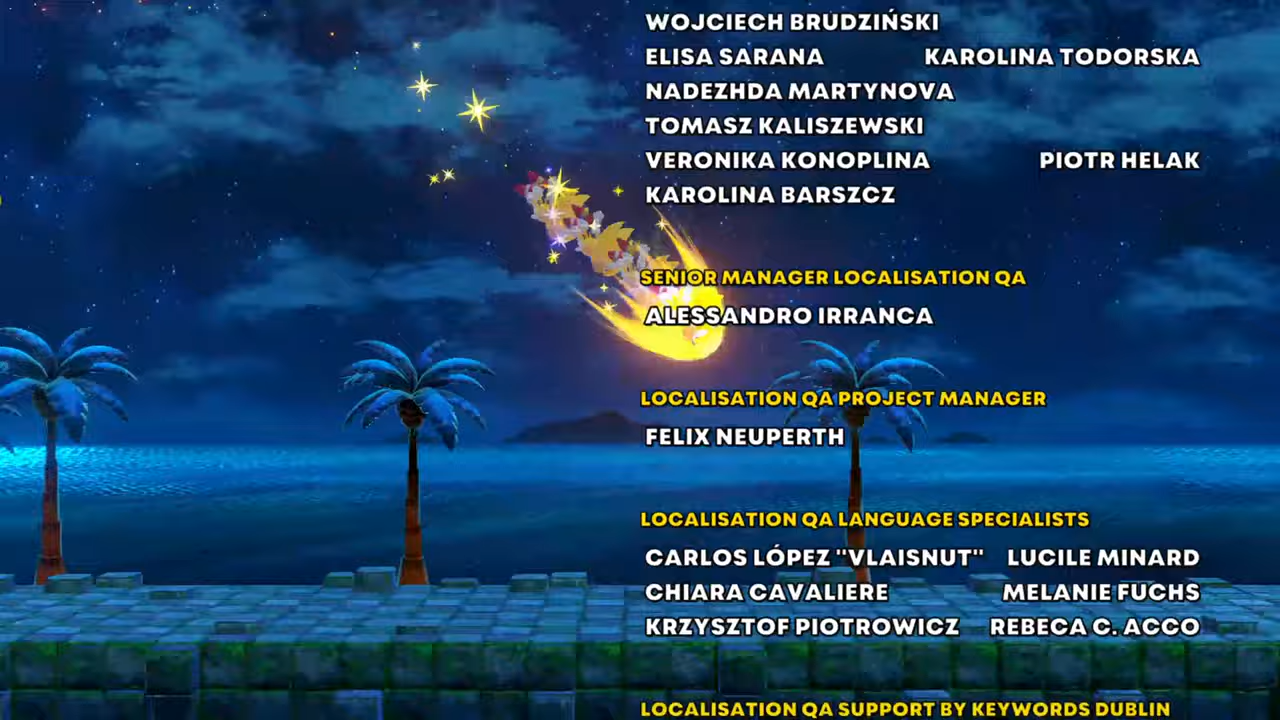 WOJCIECH BRUDZIŃSKI
ELISA SARANA KAROLINA TODORSKA
NADEZHDA MARTYNOVA
TOMASZ KALISZEWSKI
VERONIKA KONOPLINA PIOTR HELAK
KAROLINA BARSZCZ
SENIOR MANAGER LOCALISATION QA
ALESSANDRO IRRANCA
LOCALISATION QA PROJECT MANAGER
FELIX NEUPERTH
LOCALISATION QA LANGUAGE SPECIALISTS
CARLOS LÓPEZ "VLAISNUT" LUCILE MINARD
CHIARA CAVALIERE MELANIE FUCHS
KRZYSZTOF PIOTROWICZ REBECA C. ACCO
LOCALISATION QA SUPPORT BY KEYWORDS DUBLIN